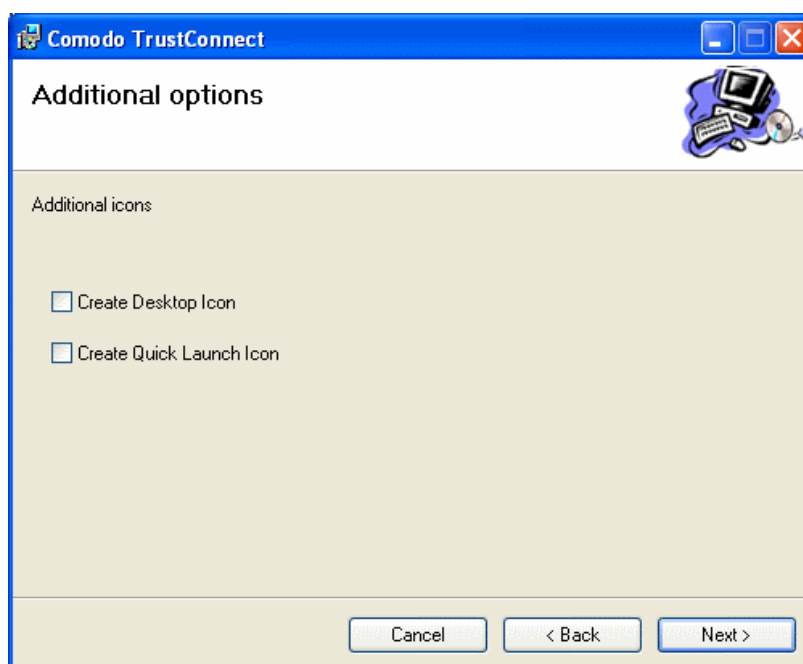 Comodo TrustConnect
Additional options
Additional icons
Create Desktop Icon
Create Quick Launch Icon
Cancel
< Back
Next >